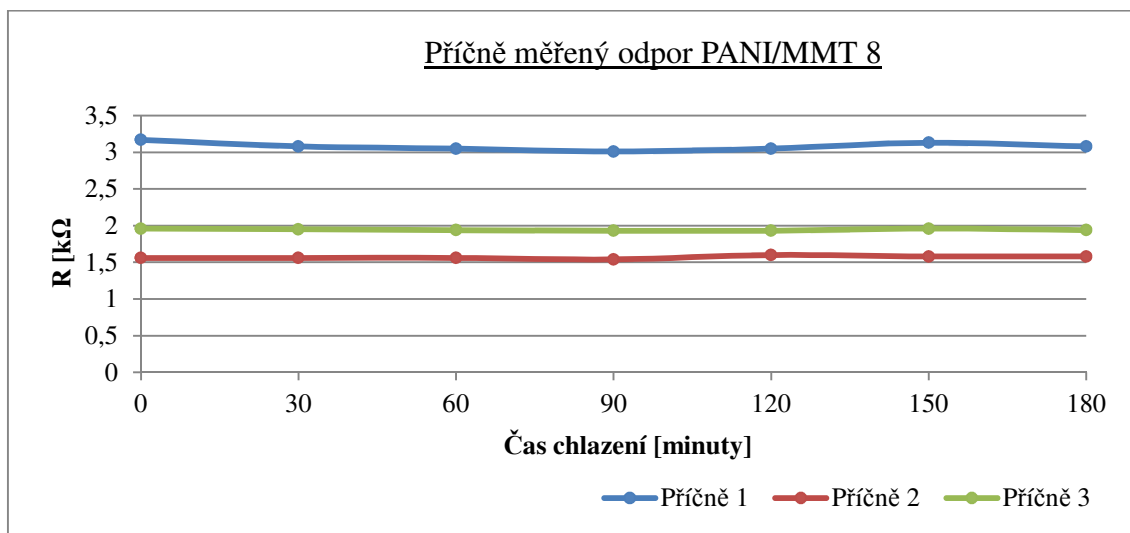 Příčně měřený odpor PANI/MMT 8
R [kΩ
3,5
3
2,5
2
1,5
1
0,5
0
0 30 60 90 120 150 180
Čas chlazení [minuty]
Příčně 1 Příčně 2 Příčně 3